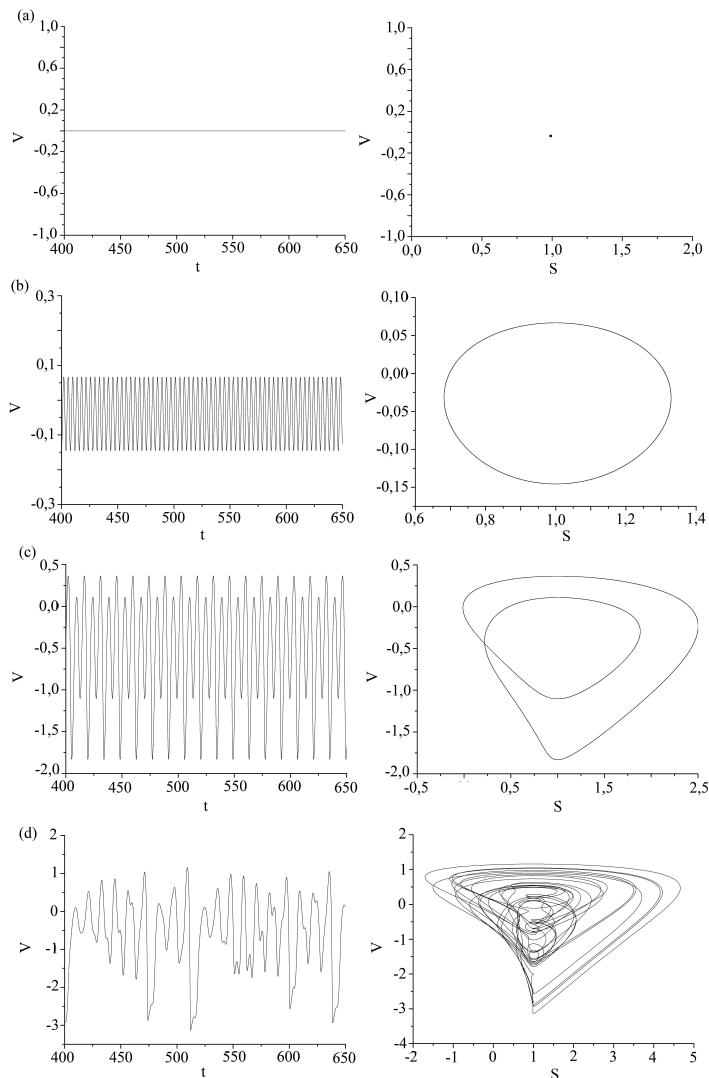 (a)
1,0
0,6
0,2
-0,2
-0,6
-1,0
V
400 450 500 550 600 650
t
1,0
0,6
0,2
-0,2
-0,6
-1,0
V
0,0 0,5 1,0 1,5 2,0
S
(b)
0,3
0,1
-0,1
-0,3
V
400 450 500 550 600 650
t
0,10
0,05
0,00
-0,05
-0,10
-0,15
V
0,6 0,8 1,0 1,2 1,4
S
(c)
0,5
0,0
-0,5
-1,0
-1,5
-2,0
V
400 450 500 550 600 650
t
0,5
0,0
-0,5
-1,0
-1,5
-2,0
V
-0,5 0,5 1,5 2,5
S
(d)
2
1
0
-1
-2
-3
V
400 450 500 550 600 650
t
2
1
0
-1
-2
-3
-4
V
-2 -1 0 1 2 3 4 5
S